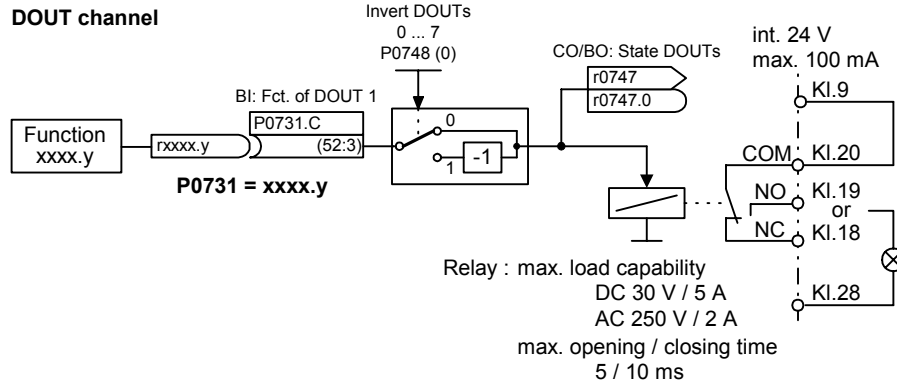 DOUT channel
Invert DOUTs
0 ... 7
P0748 (0)
int. 24 V
max. 100 mA
CO/BO: State DOUTs
r0747
r0747.0
Kl.9
BI: Fct. of DOUT 1
P0731.C
(52:3)
Function
xxxx.y
rxxxx.y
P0731 = xxxx.y
0
1
-1
COM
Kl.20
NO
Kl.19
or
NC
Kl.18
Kl.28
Relay : max. load capability
DC 30 V / 5 A
AC 250 V / 2 A
max. opening / closing time
5 / 10 ms